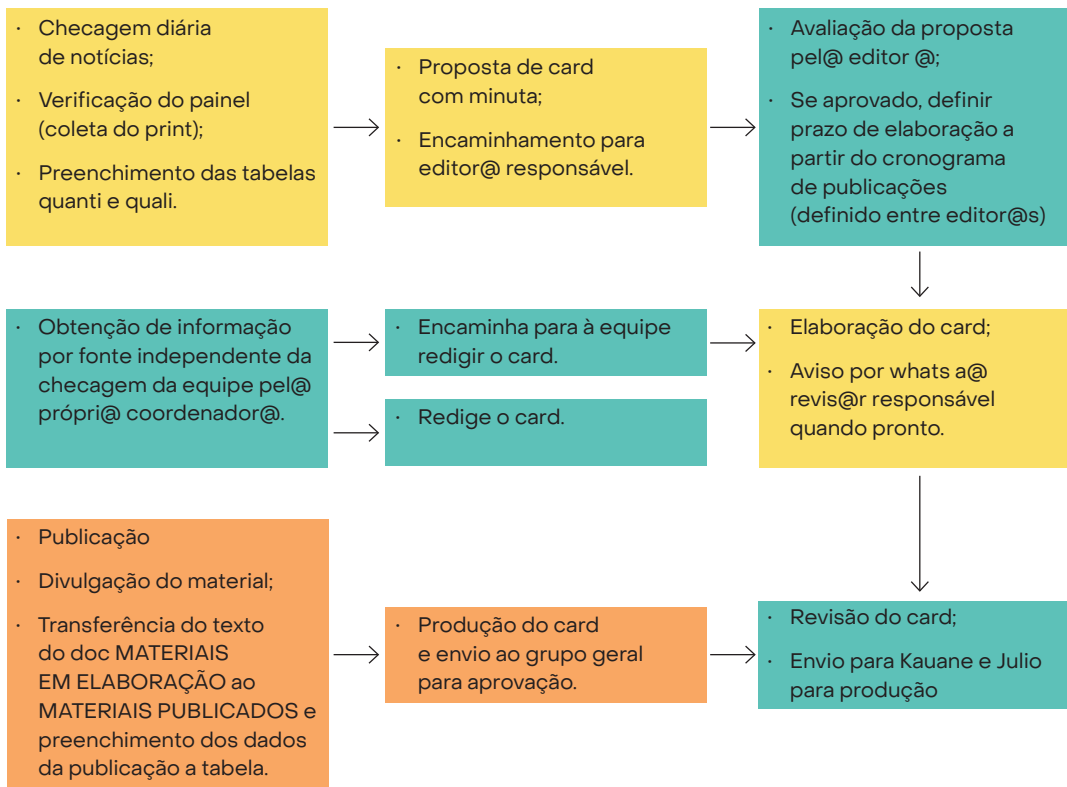 · Checagem diária
de notícias;
· Verificação do painel
(coleta do print);
· Preenchimento das tabelas
quanti e quali.
· Proposta de card
com minuta;
· Encaminhamento para
editor@ responsável.
· Avaliação da proposta
pel@ editor @;
· Se aprovado, definir
prazo de elaboração a
partir do cronograma
de publicações
(definido entre editor@s)
· Obtenção de informação
por fonte independente da
checagem da equipe pel@
própri@ coordenador@.
· Encaminha para à equipe
redigir o card.
· Redige o card.
· Elaboração do card;
· Aviso por whats a@
revis@r responsável
quando pronto.
· Publicação
· Divulgação do material;
· Transferência do texto
do doc MATERIAIS
EM ELABORAÇÃO ao
MATERIAIS PUBLICADOS e
preenchimento dos dados
da publicação a tabela.
· Produção do card
e envio ao grupo geral
para aprovação.
· Revisão do card;
· Envio para Kauane e Julio
para produção